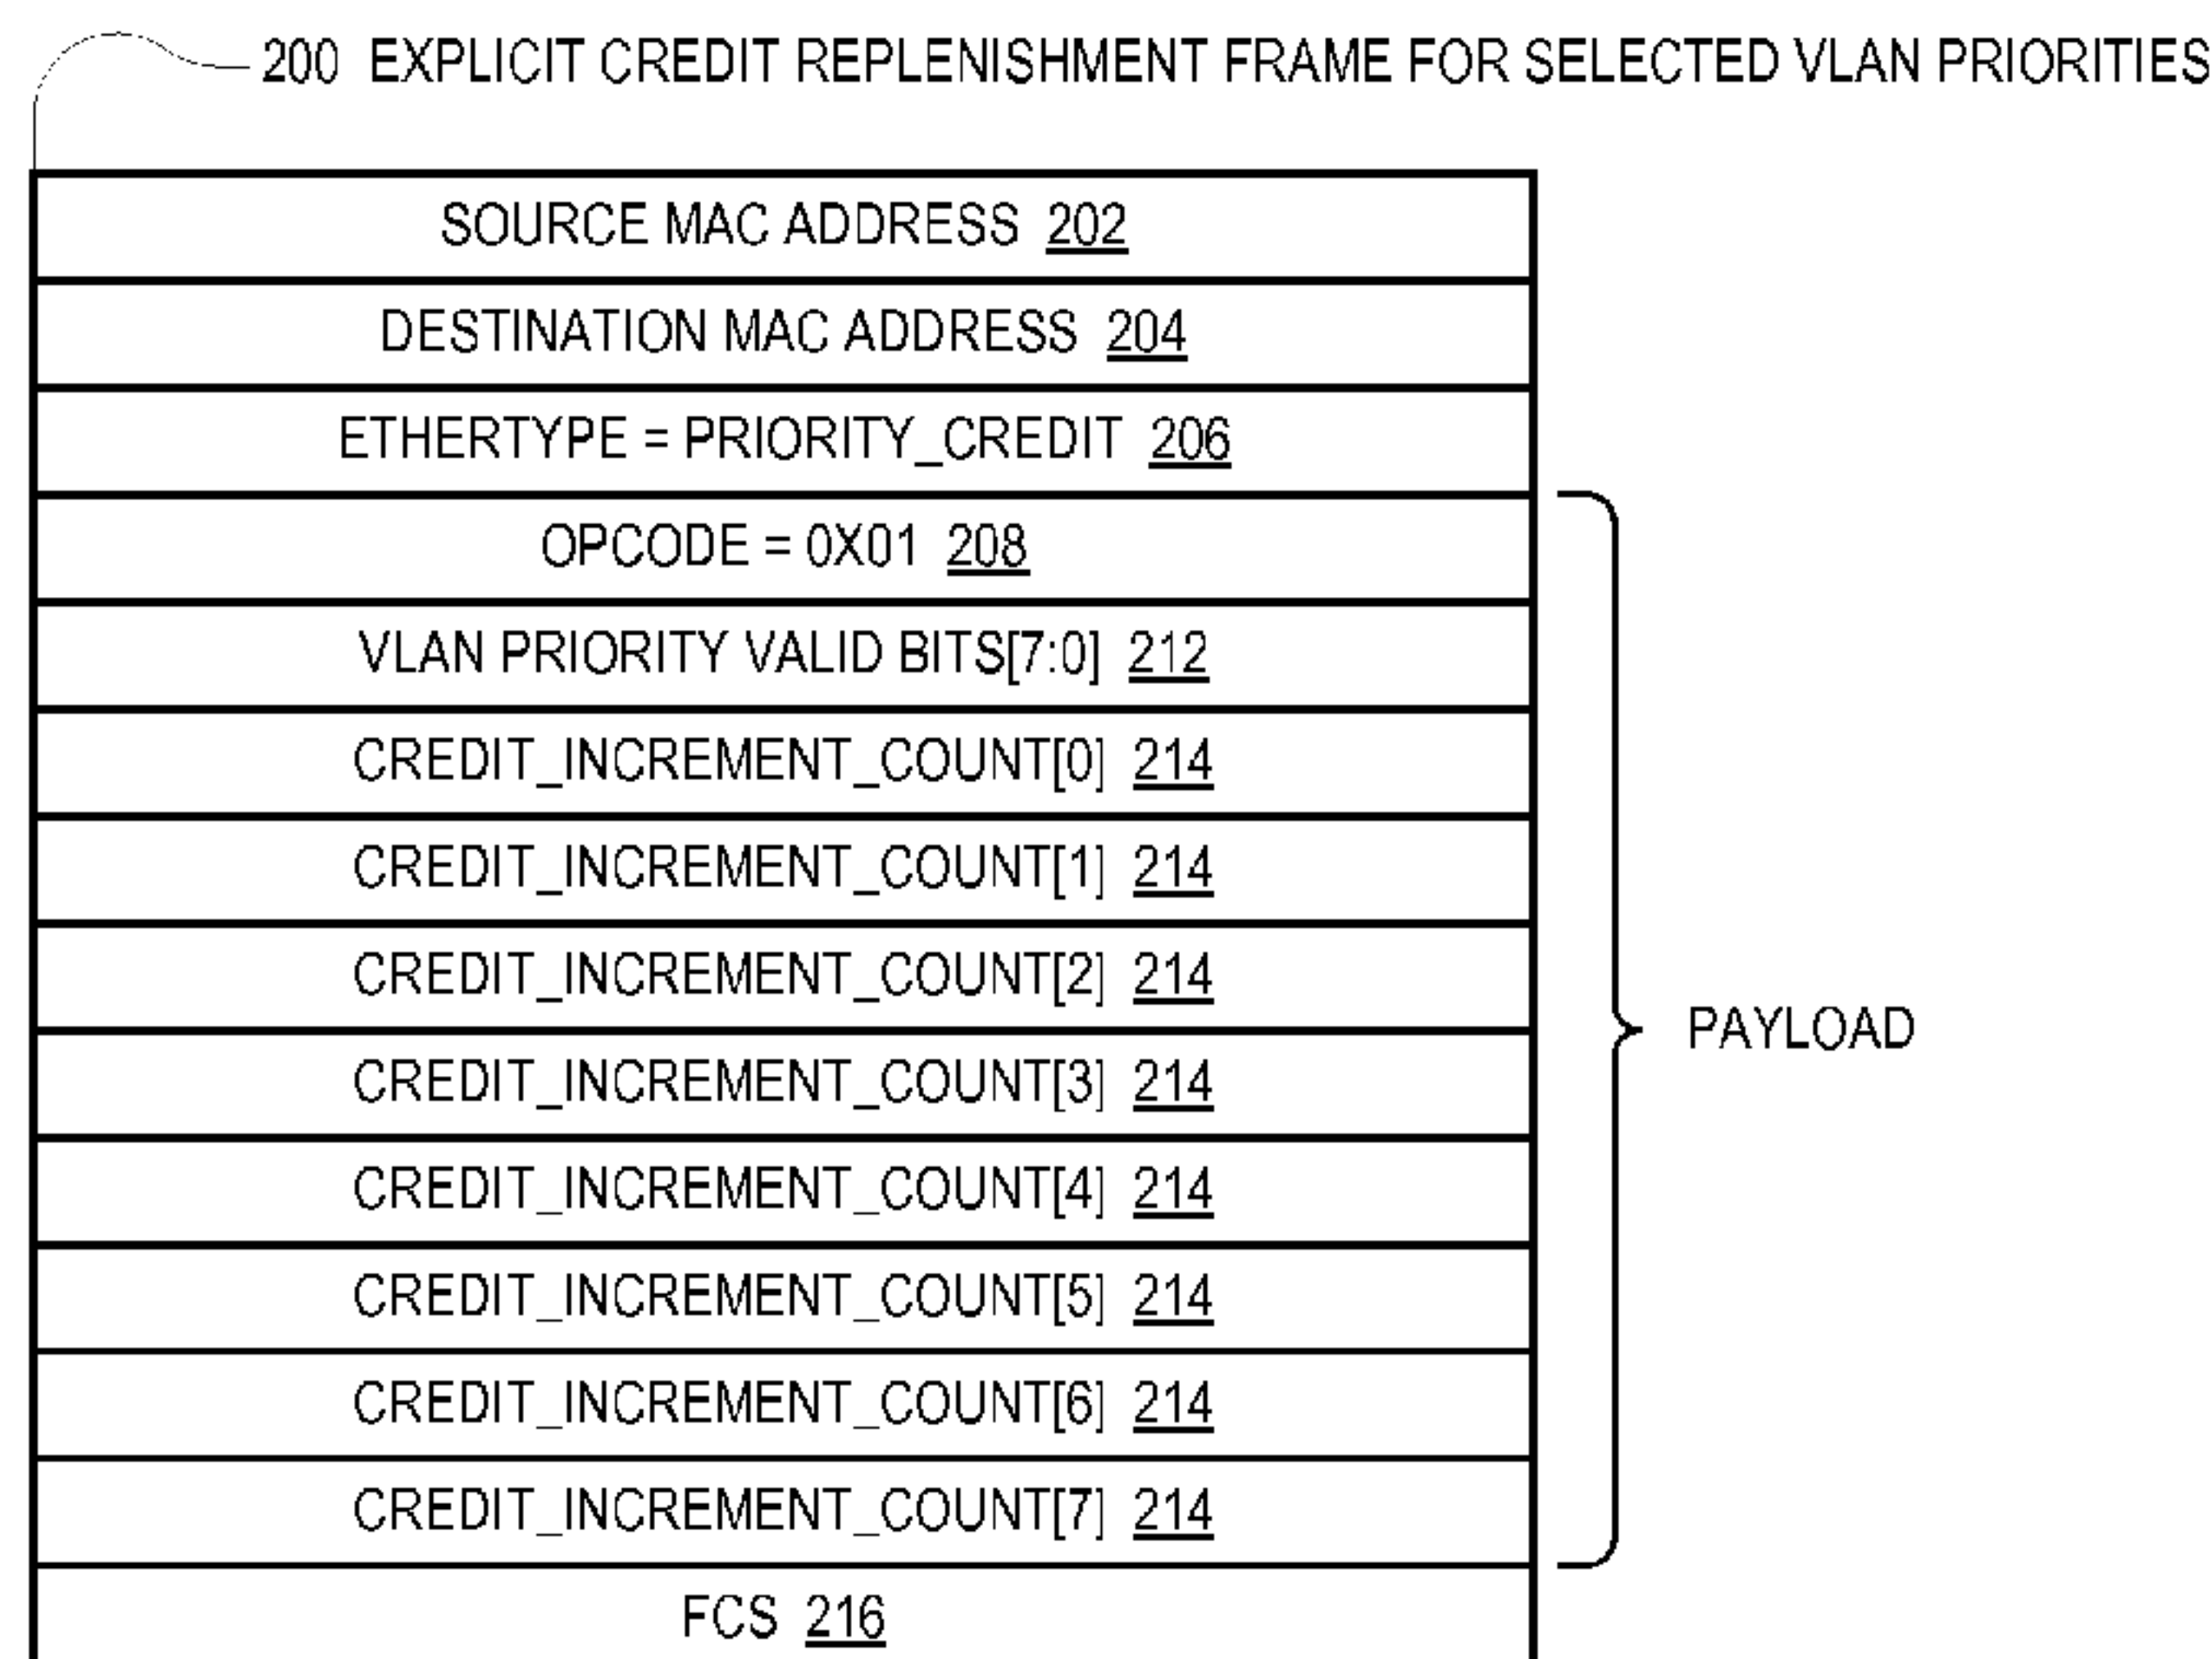 200 EXPLICIT CREDIT REPLENISHMENT FRAME FOR SELECTED VLAN PRIORITIES
SOURCE MAC ADDRESS 202
DESTINATION MAC ADDRESS 204
ETHERTYPE = PRIORITY_CREDIT 206
OPCODE = 0X01 208
VLAN PRIORITY VALID BITS[7:0] 212
CREDIT_INCREMENT_COUNT[0] 214
CREDIT_INCREMENT_COUNT[1] 214
CREDIT_INCREMENT_COUNT[2] 214
CREDIT_INCREMENT_COUNT[3] 214
PAYLOAD
CREDIT_INCREMENT_COUNT[4] 214
CREDIT_INCREMENT_COUNT[5] 214
CREDIT_INCREMENT_COUNT[6] 214
CREDIT_INCREMENT_COUNT[7] 214
FCS 216